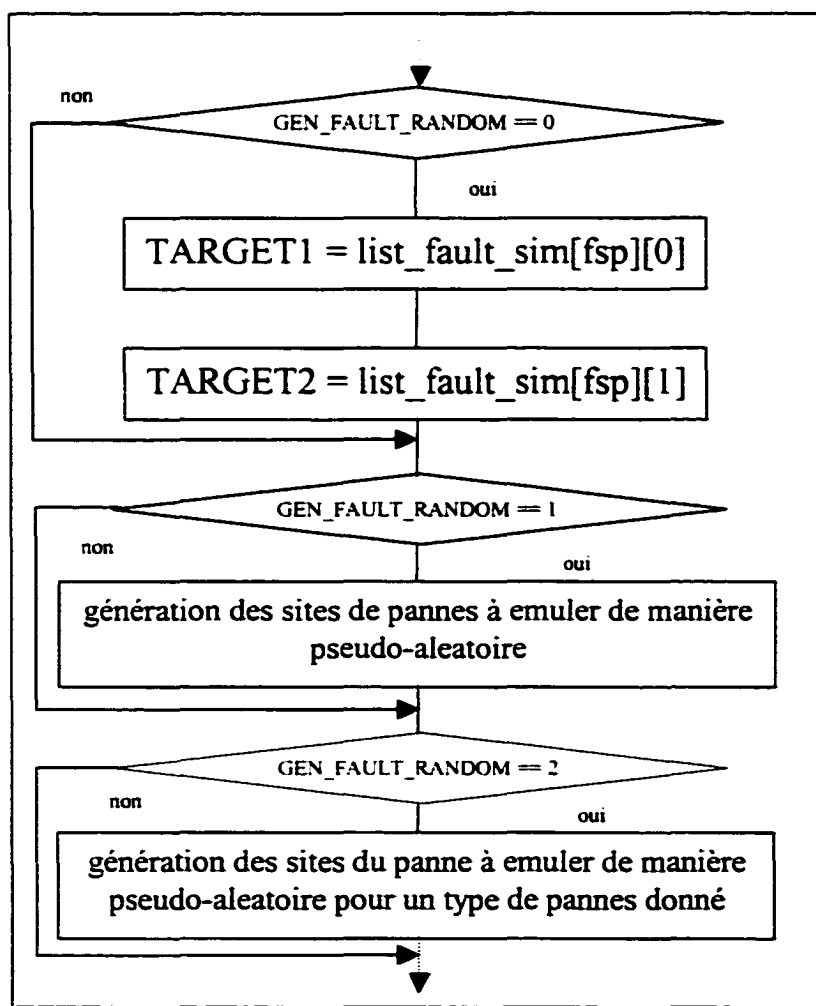 non
GEN_FAULT_RANDOM == 0
oui
TARGET1 = list_fault_sim[fsp][0]
TARGET2 = list_fault_sim[fsp][1]
GEN_FAULT_RANDOM == 1
non
oui
génération des sites de pannes à emuler de manière
pseudo-aleatoire
GEN_FAULT_RANDOM == 2
non
oui
génération des sites du panne à emuler de manière
pseudo-aleatoire pour un type de pannes donné